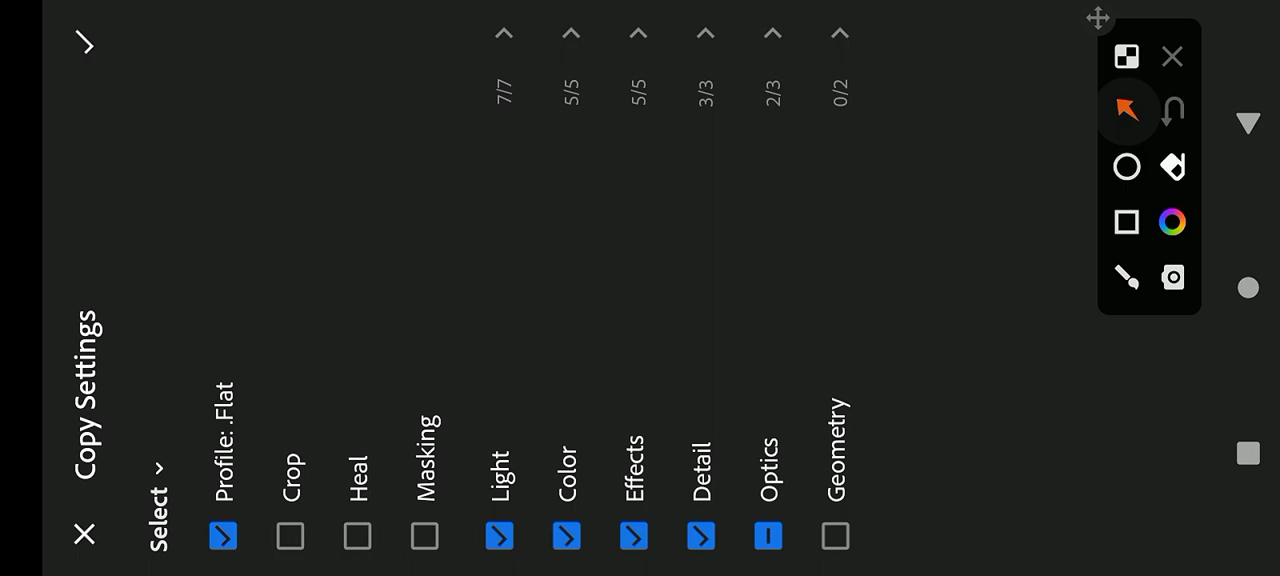 Copy Settings
Select
Profile: .Flat
Crop
Heal
Masking
Light 7/7
Color 5/5
Effects 5/5
Detail 3/3
Optics 2/3
Geometry 0/2